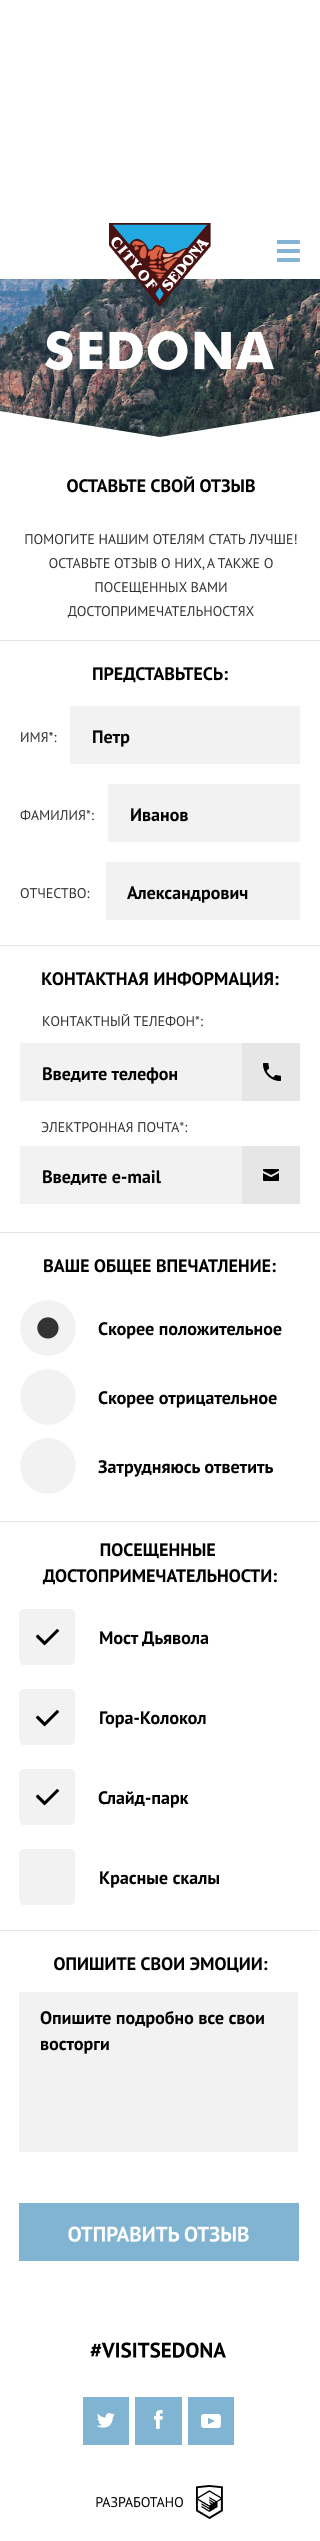 CITY OF SEDONA
SEDONA
ОСТАВЬТЕ СВОЙ ОТЗЫВ
ПОМОГИТЕ НАШИМ ОТЕЛЯМ СТАТЬ ЛУЧШЕ!
ОСТАВЬТЕ ОТЗЫВ О НИХ, А ТАКЖЕ О
ПОСЕЩЕННЫХ ВАМИ
ДОСТОПРИМЕЧАТЕЛЬНОСТЯХ
ПРЕДСТАВЬТЕСЬ:
ИМЯ*: Петр
ФАМИЛИЯ*: Иванов
ОТЧЕСТВО: Александрович
КОНТАКТНАЯ ИНФОРМАЦИЯ:
КОНТАКТНЫЙ ТЕЛЕФОН*:
Введите телефон
ЭЛЕКТРОННАЯ ПОЧТА*:
Введите e-mail
ВАШЕ ОБЩЕЕ ВПЕЧАТЛЕНИЕ:
Скорее положительное
Скорее отрицательное
Затрудняюсь ответить
ПОСЕЩЕННЫЕ
ДОСТОПРИМЕЧАТЕЛЬНОСТИ:
Мост Дьявола
Гора-Колокол
Слайд-парк
Красные скалы
ОПИШИТЕ СВОИ ЭМОЦИИ:
Опишите подробно все свои
восторги
ОТПРАВИТЬ ОТЗЫВ
#VISITSEDONA
РАЗРАБОТАНО